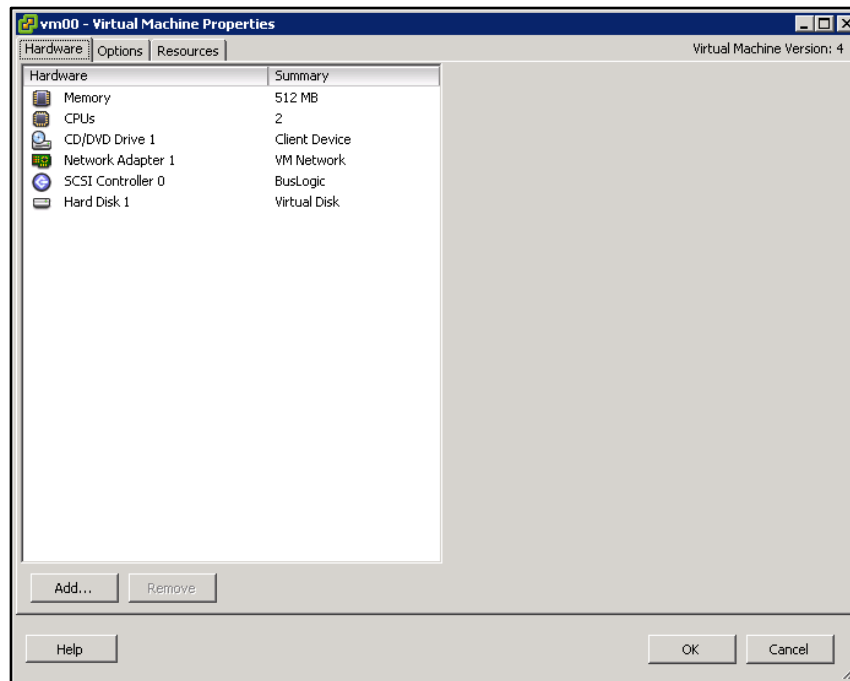 vm00 - Virtual Machine Properties
Hardware Options Resources Virtual Machine Version: 4
Hardware Summary
Memory 512 MB
CPUs 2
CD/DVD Drive 1 Client Device
Network Adapter 1 VM Network
SCSI Controller 0 BusLogic
Hard Disk 1 Virtual Disk
Add... Remove
Help OK Cancel